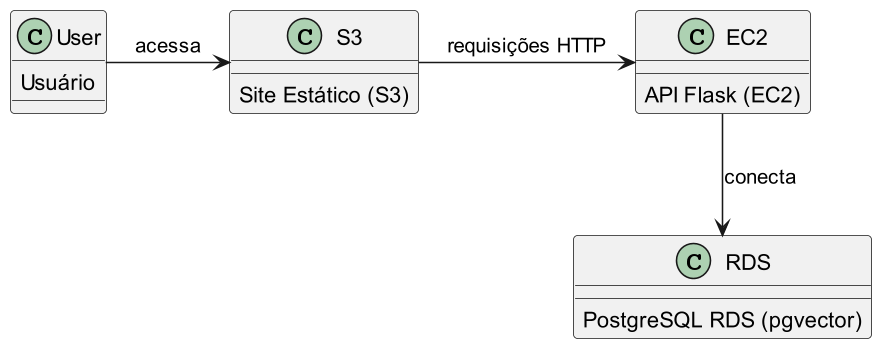 C User
Usuário
acessa
C S3
Site Estático (S3)
requisições HTTP
C EC2
API Flask (EC2)
conecta
C RDS
PostgreSQL RDS (pgvector)